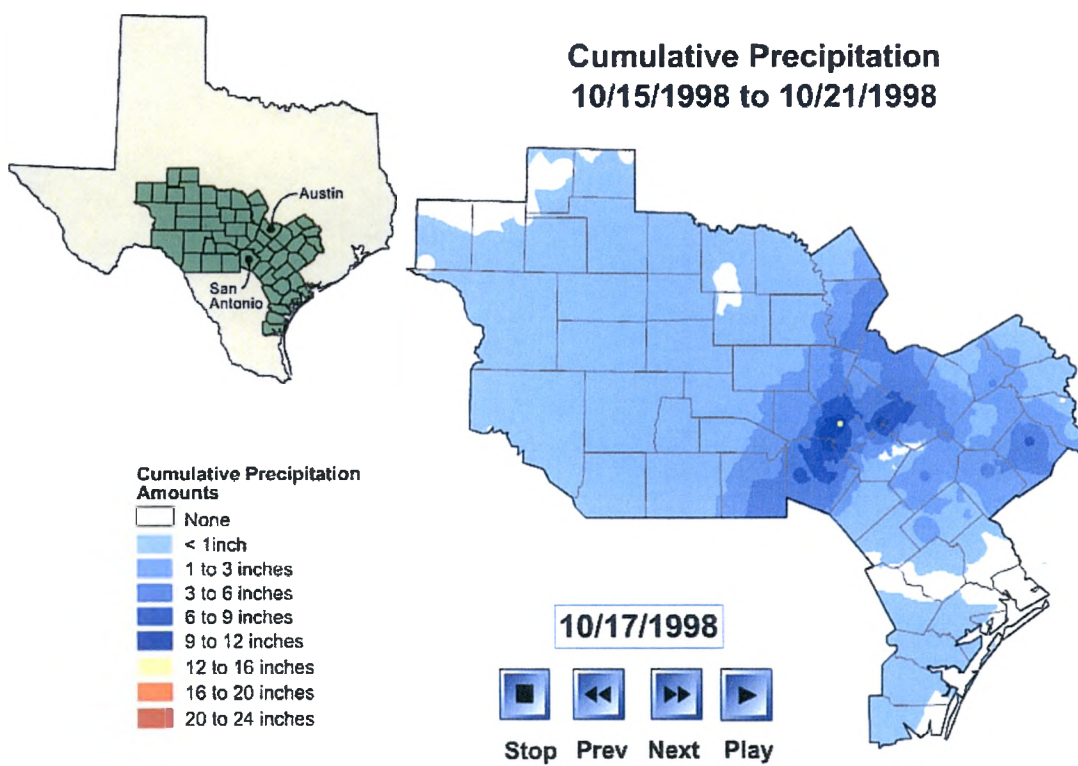 Cumulative Precipitation
10/15/1998 to 10/21/1998
Austin
San
Antonio
Cumulative Precipitation
Amounts
None
< 1inch
1 to 3 inches
3 to 6 inches
6 to 9 inches
9 to 12 inches
12 to 16 inches
16 to 20 inches
20 to 24 inches
10/17/1998
Stop Prev Next Play